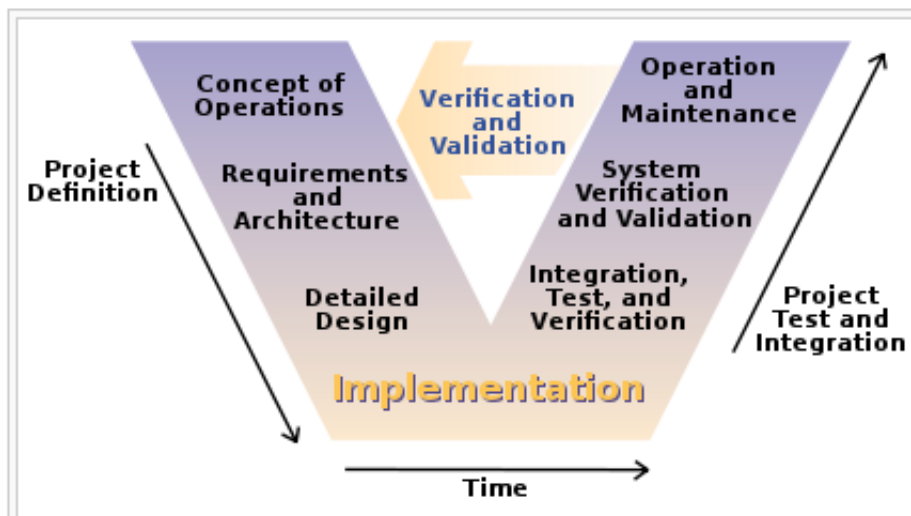 Concept of
Operations
Verification
and
Validation
Operation
and
Maintenance
Project
Definition
Requirements
and
Architecture
System
Verification
and Validation
Detailed
Design
Integration,
Test, and
Verification
Project
Test and
Integration
Implementation
Time